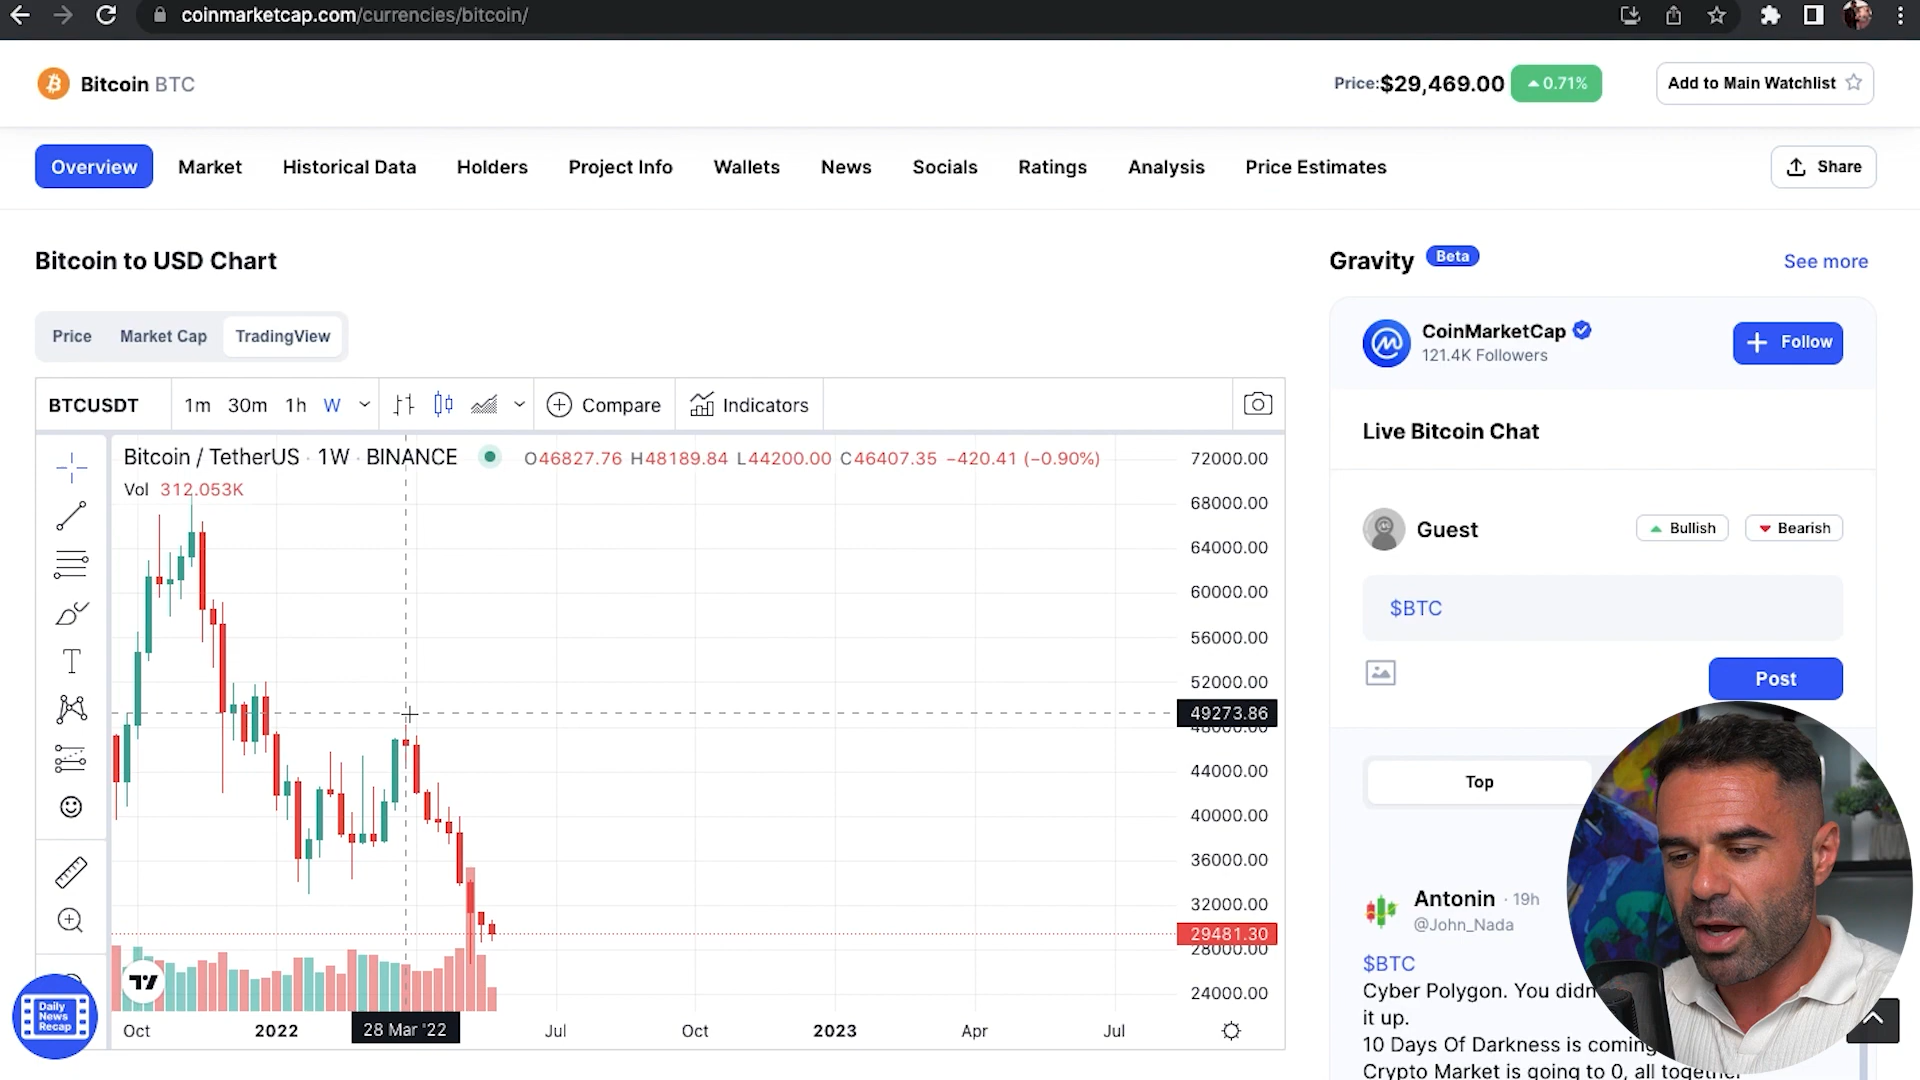 coinmarketcap.com/currencies/bitcoin/
Bitcoin BTC
Price:$29,469.00 0.71% Add to Main Watchlist
Overview Market Historical Data Holders Project Info Wallets News Socials Ratings Analysis Price Estimates Share
Bitcoin to USD Chart
Price Market Cap TradingView
BTCUSDT 1m 30m 1h W Compare Indicators
Bitcoin / TetherUS · 1W · BINANCE O46827.76 H48189.84 L44200.00 C46407.35 −420.41 (−0.90%)
Vol 312.053K
72000.00
68000.00
64000.00
60000.00
56000.00
52000.00
49273.86
48000.00
44000.00
40000.00
36000.00
32000.00
29481.30
28000.00
24000.00
Oct 2022 28 Mar '22 Jul Oct 2023 Apr Jul
Daily
News
Recap
Gravity Beta See more
CoinMarketCap
121.4K Followers
Follow
Live Bitcoin Chat
Guest Bullish Bearish
$BTC
Post
Top
Antonin · 19h
@John_Nada
$BTC
Cyber Polygon. You didn
it up.
10 Days Of Darkness is coming
Crypto Market is going to 0, all together